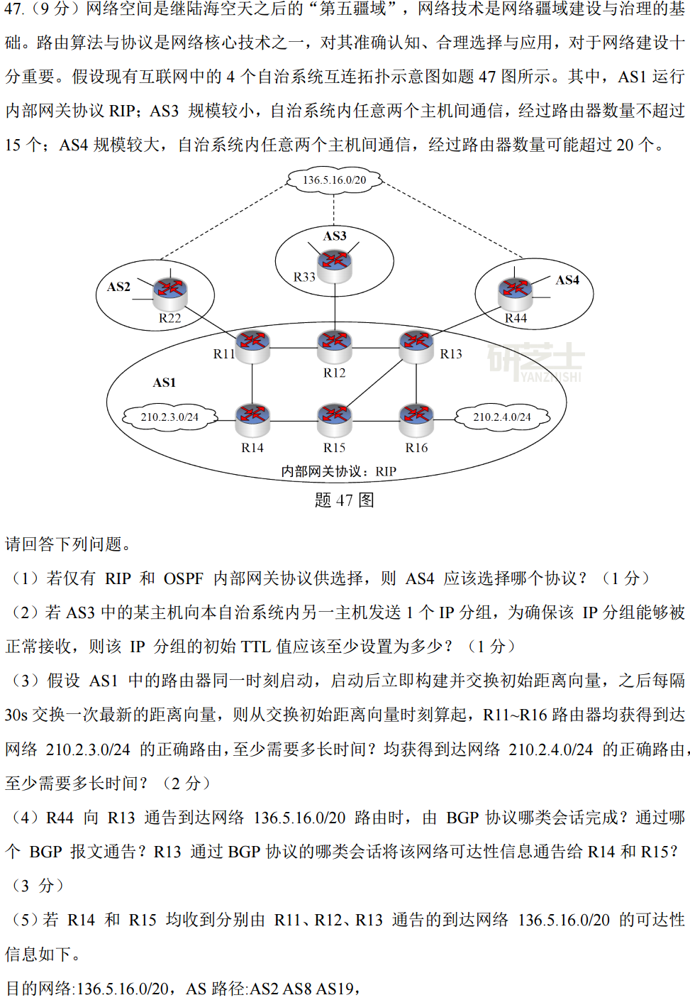 47.（9 分）网络空间是继陆海空天之后的“第五疆域”，网络技术是网络疆域建设与治理的基
础。路由算法与协议是网络核心技术之一，对其准确认知、合理选择与应用，对于网络建设十
分重要。假设现有互联网中的 4 个自治系统互连拓扑示意图如题 47 图所示。其中，AS1 运行
内部网关协议 RIP；AS3 规模较小，自治系统内任意两个主机间通信，经过路由器数量不超过
15 个；AS4 规模较大，自治系统内任意两个主机间通信，经过路由器数量可能超过 20 个。
136.5.16.0/20
AS3
R33
AS2
R22
AS4
R44
R11
R12
R13
研芝士
YANZHISHI
AS1
210.2.3.0/24
210.2.4.0/24
R14
R15
R16
内部网关协议：RIP
题 47 图
请回答下列问题。
（1）若仅有 RIP 和 OSPF 内部网关协议供选择，则 AS4 应该选择哪个协议？（1 分）
（2）若 AS3 中的某主机向本自治系统内另一主机发送 1 个 IP 分组，为确保该 IP 分组能够被
正常接收，则该 IP 分组的初始 TTL 值应该至少设置为多少？（1 分）
（3）假设 AS1 中的路由器同一时刻启动，启动后立即构建并交换初始距离向量，之后每隔
30s 交换一次最新的距离向量，则从交换初始距离向量时刻算起，R11~R16 路由器均获得到达
网络 210.2.3.0/24 的正确路由，至少需要多长时间？均获得到达网络 210.2.4.0/24 的正确路由，
至少需要多长时间？（2 分）
（4）R44 向 R13 通告到达网络 136.5.16.0/20 路由时，由 BGP 协议哪类会话完成？通过哪
个 BGP 报文通告？R13 通过 BGP 协议的哪类会话将该网络可达性信息通告给 R14 和 R15？
（3 分）
（5）若 R14 和 R15 均收到分别由 R11、R12、R13 通告的到达网络 136.5.16.0/20 的可达性
信息如下。
目的网络:136.5.16.0/20，AS 路径:AS2 AS8 AS19，